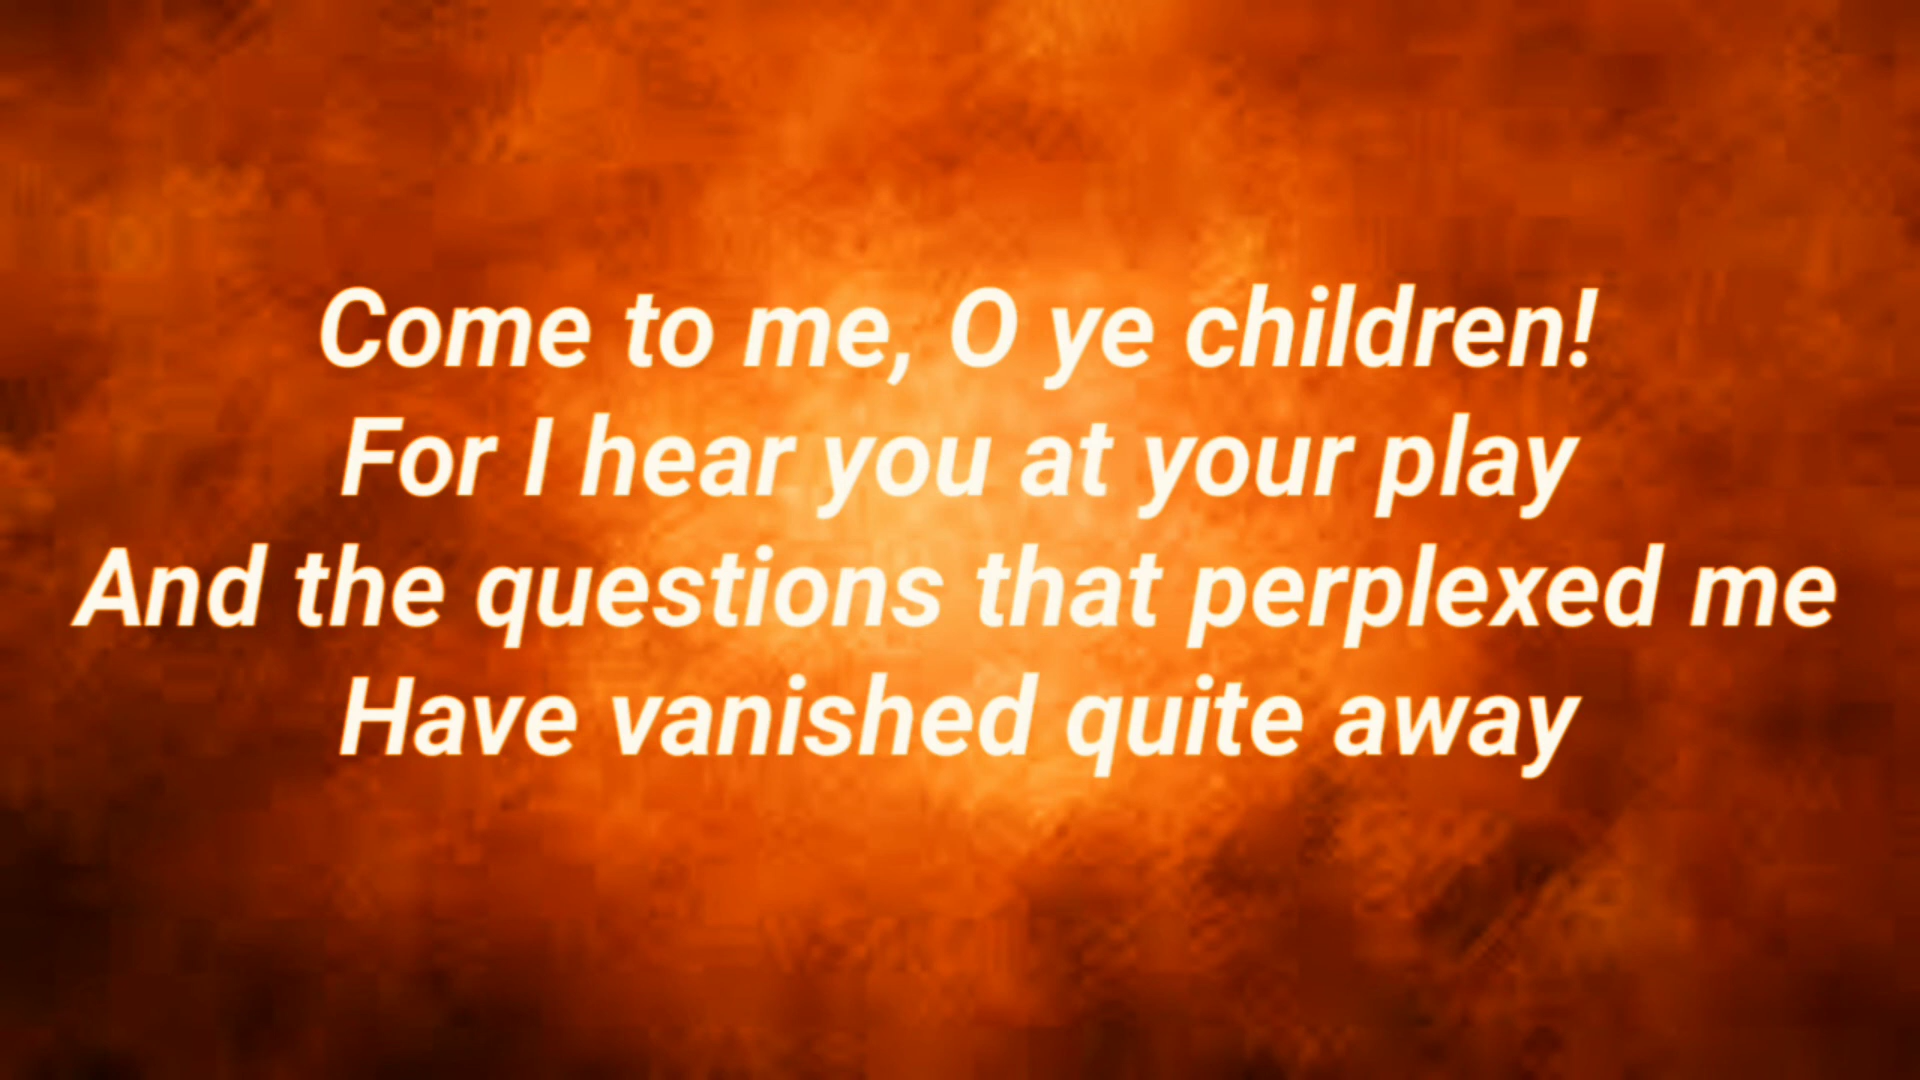 Come to me, O ye children!
For I hear you at your play
And the questions that perplexed me
Have vanished quite away